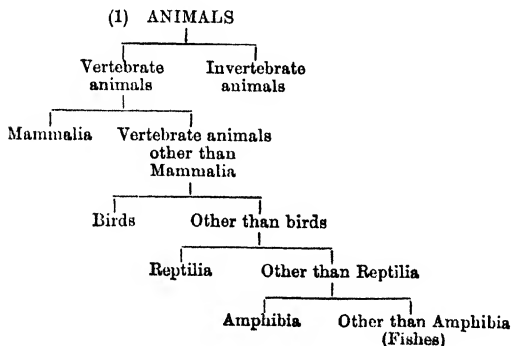 (1) ANIMALS
Vertebrate Invertebrate
animals animals
Mammalia Vertebrate animals
other than
Mammalia
Birds Other than birds
Reptilia Other than Reptilia
Amphibia Other than Amphibia
(Fishes)